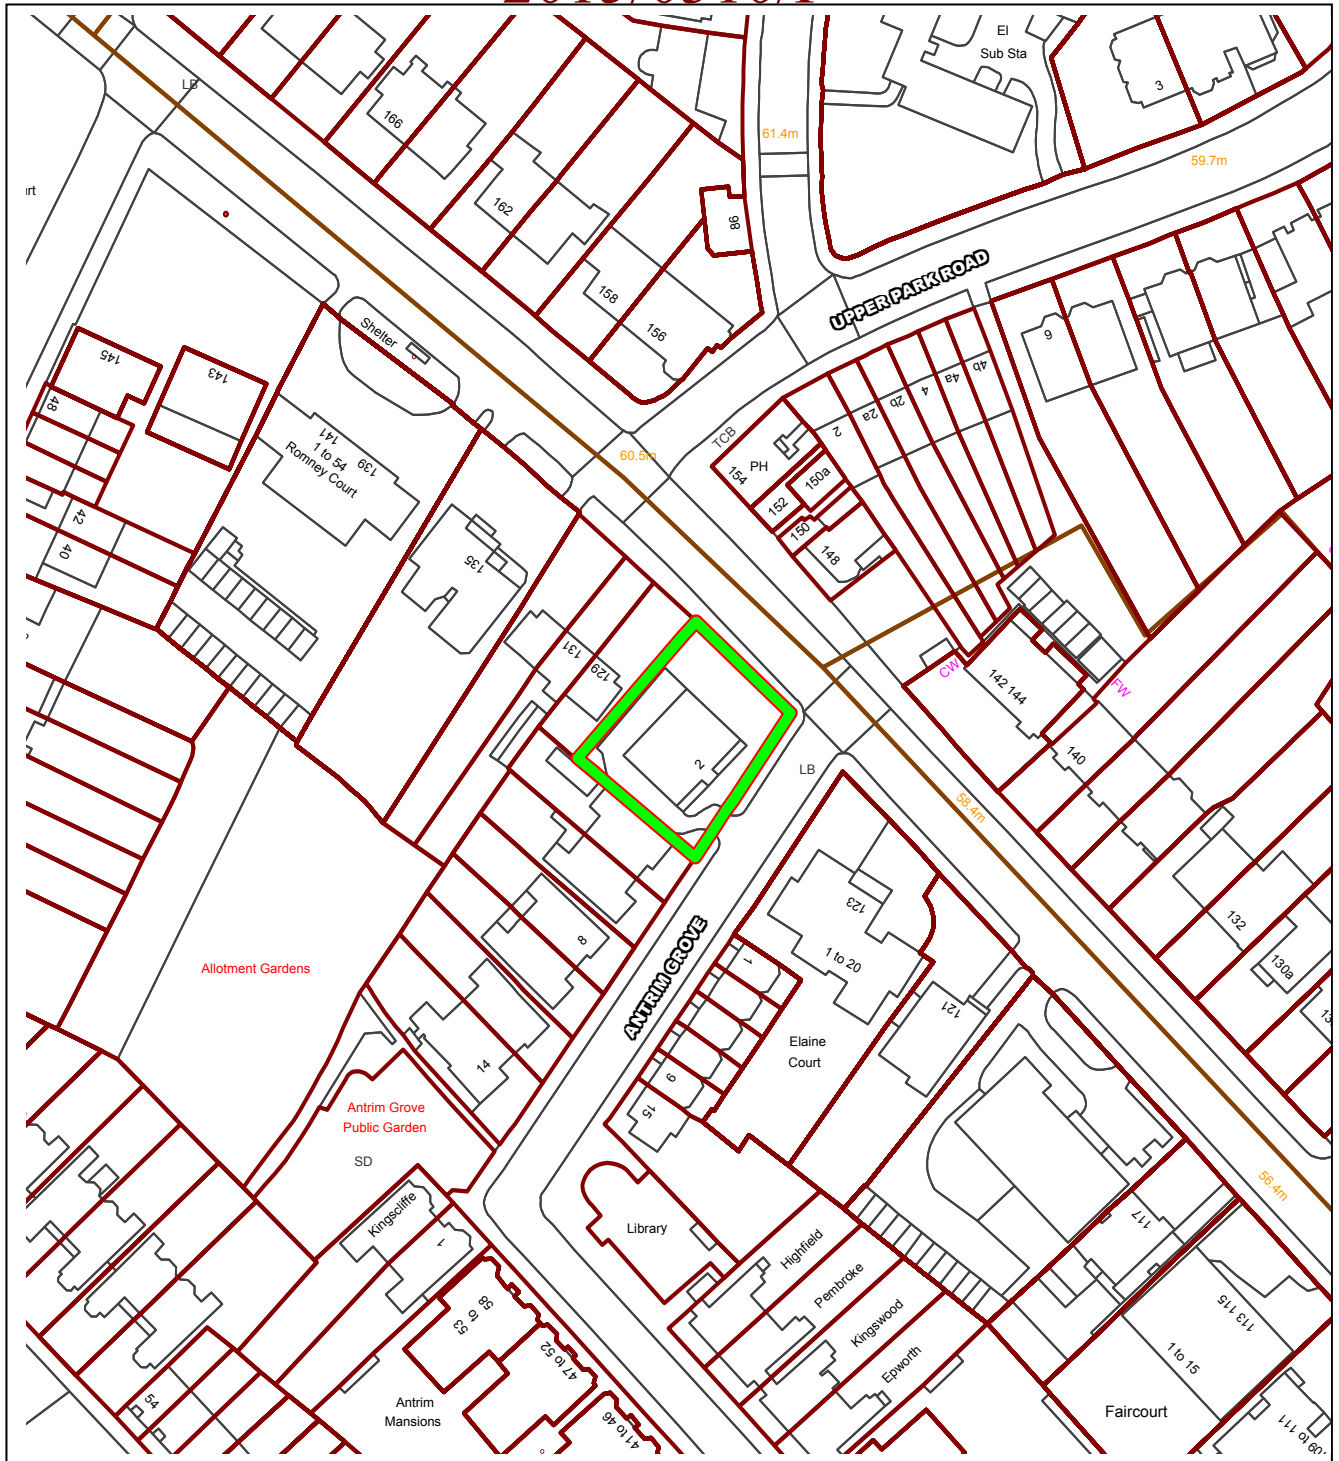 El
Sub Sta
3
LB
166
61.4m
59.7m
162
98
158
156
UPPER PARK ROAD
Shelter
145
143
48
141
1 to 54
139
Romney Court
42
40
135
60.5m
TCB
PH
154
152
150a
150
148
2
2a
2b
4
4a
4b
6
131
129
2
LB
CW
FW
142 144
140
58.4m
132
130a
123
1 to 20
121
Elaine
Court
1
9
15
8
14
ANTRIM GROVE
Allotment Gardens
Antrim Grove
Public Garden
SD
Kingscliffe
1
Library
Highfield
Pembroke
Kingswood
Epworth
56.4m
117
113 115
1 to 15
Faircourt
53
to
58
47 to 52
41 to 46
Antrim
Mansions
54